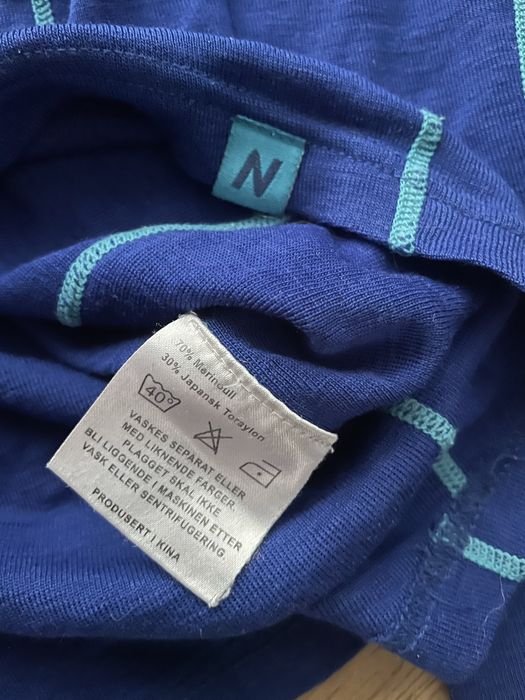 N
70% Merinoull
30% Japansk Toraylon
40°
VASKES SEPARAT ELLER
MED LIKNENDE FARGER.
PLAGGET SKAL IKKE
BLI LIGGENDE I MASKINEN ETTER
VASK ELLER SENTRIFUGERING
PRODUSERT I KINA